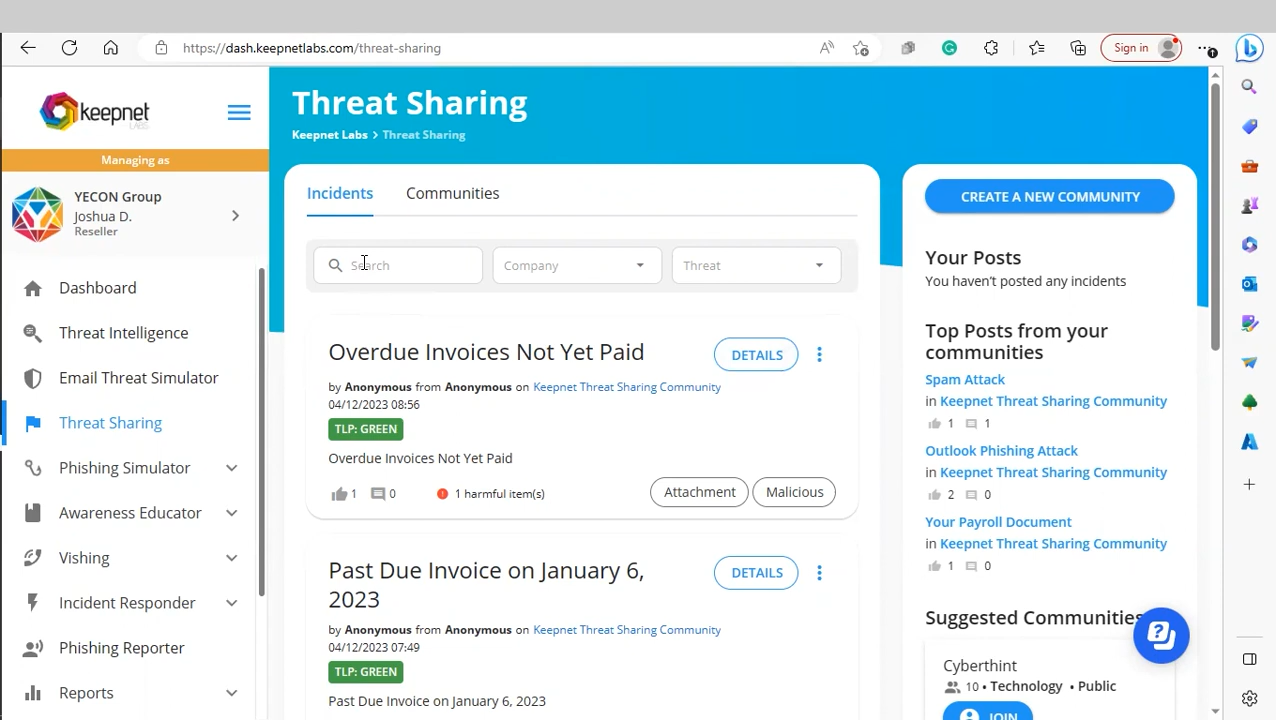 https://dash.keepnetlabs.com/threat-sharing
Sign in
keepnet
LABS
Managing as
YECON Group
Joshua D.
Reseller
Dashboard
Threat Intelligence
Email Threat Simulator
Threat Sharing
Phishing Simulator
Awareness Educator
Vishing
Incident Responder
Phishing Reporter
Reports
Threat Sharing
Keepnet Labs > Threat Sharing
Incidents Communities
Search Company Threat
Overdue Invoices Not Yet Paid
DETAILS
by Anonymous from Anonymous on Keepnet Threat Sharing Community
04/12/2023 08:56
TLP: GREEN
Overdue Invoices Not Yet Paid
1 0 1 harmful item(s) Attachment Malicious
Past Due Invoice on January 6,
2023
DETAILS
by Anonymous from Anonymous on Keepnet Threat Sharing Community
04/12/2023 07:49
TLP: GREEN
Past Due Invoice on January 6, 2023
CREATE A NEW COMMUNITY
Your Posts
You haven't posted any incidents
Top Posts from your
communities
Spam Attack
in Keepnet Threat Sharing Community
1 1
Outlook Phishing Attack
in Keepnet Threat Sharing Community
2 0
Your Payroll Document
in Keepnet Threat Sharing Community
1 0
Suggested Communities
Cyberthint
10 • Technology • Public
JOIN